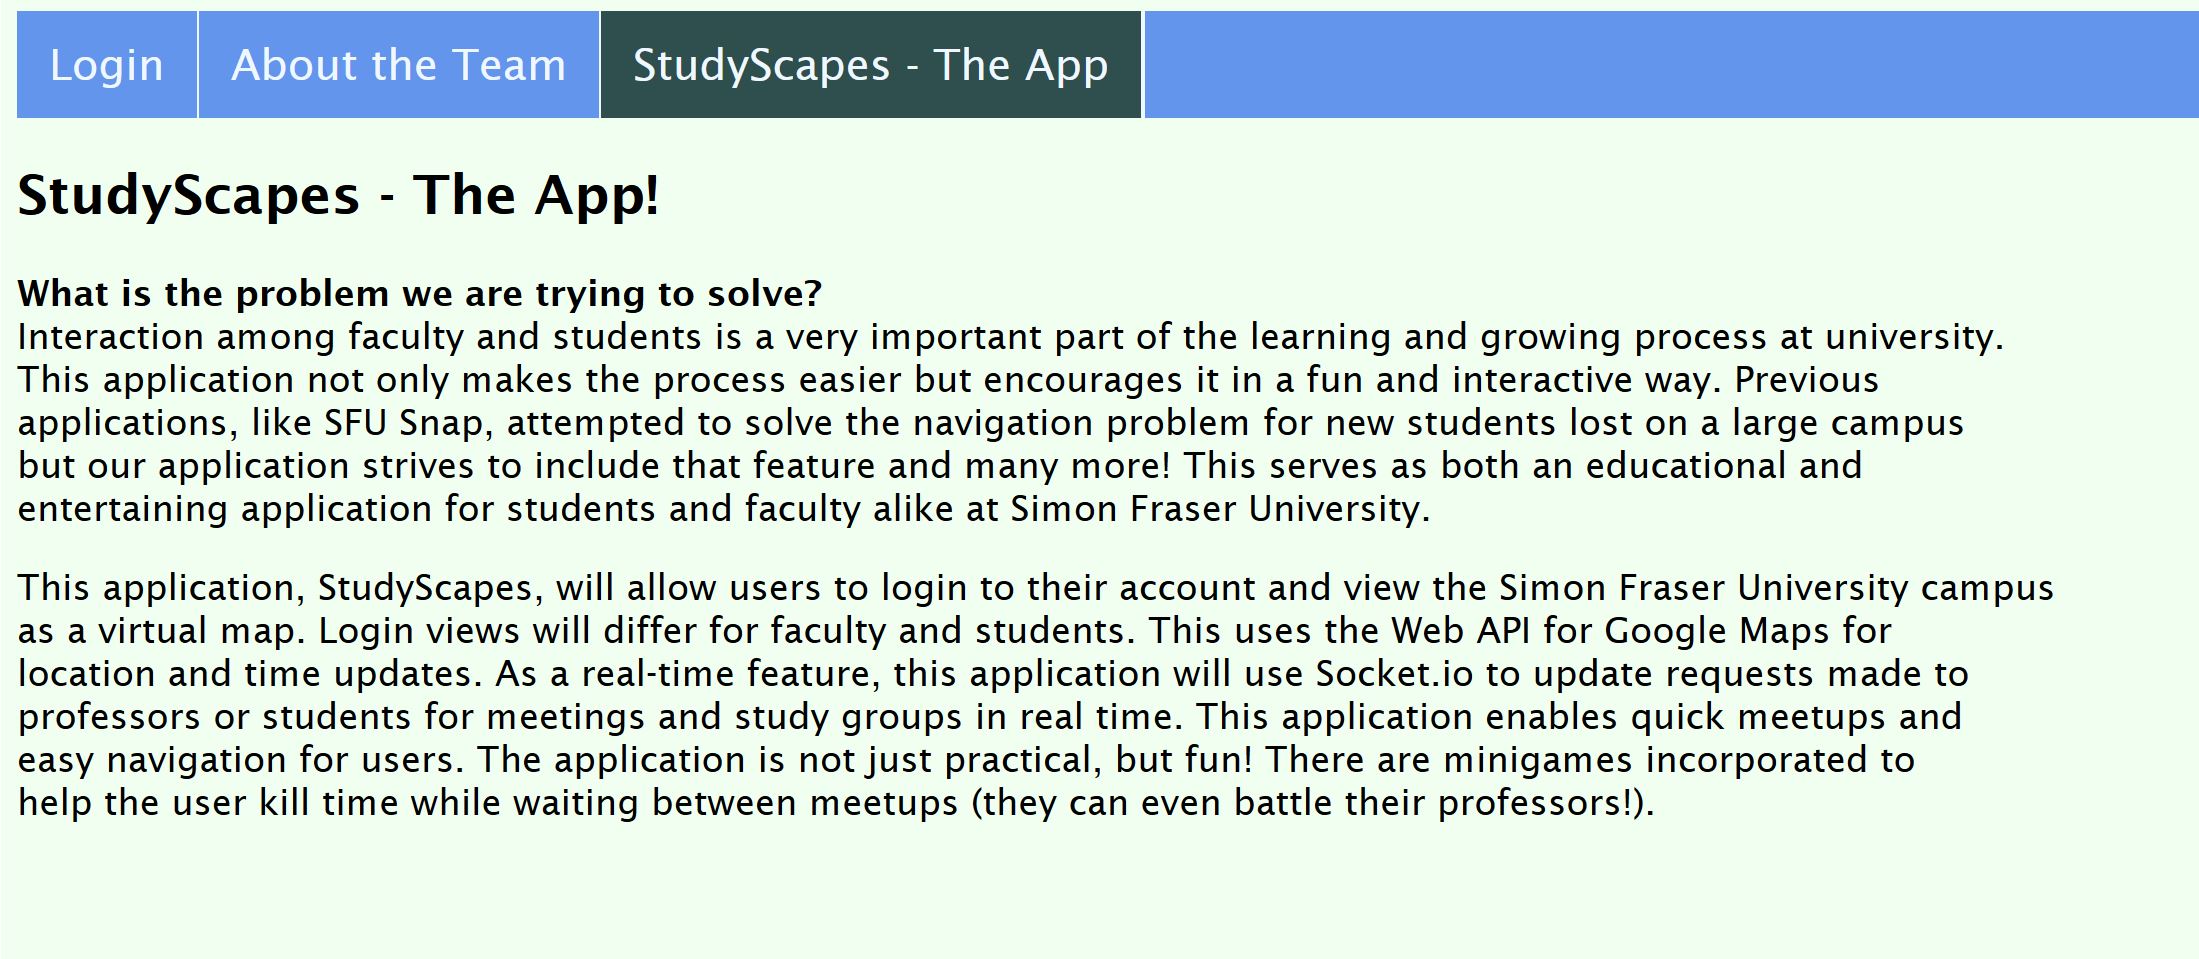 Login
About the Team
StudyScapes - The App
StudyScapes - The App!
What is the problem we are trying to solve?
Interaction among faculty and students is a very important part of the learning and growing process at university.
This application not only makes the process easier but encourages it in a fun and interactive way. Previous
applications, like SFU Snap, attempted to solve the navigation problem for new students lost on a large campus
but our application strives to include that feature and many more! This serves as both an educational and
entertaining application for students and faculty alike at Simon Fraser University.
This application, StudyScapes, will allow users to login to their account and view the Simon Fraser University campus
as a virtual map. Login views will differ for faculty and students. This uses the Web API for Google Maps for
location and time updates. As a real-time feature, this application will use Socket.io to update requests made to
professors or students for meetings and study groups in real time. This application enables quick meetups and
easy navigation for users. The application is not just practical, but fun! There are minigames incorporated to
help the user kill time while waiting between meetups (they can even battle their professors!).